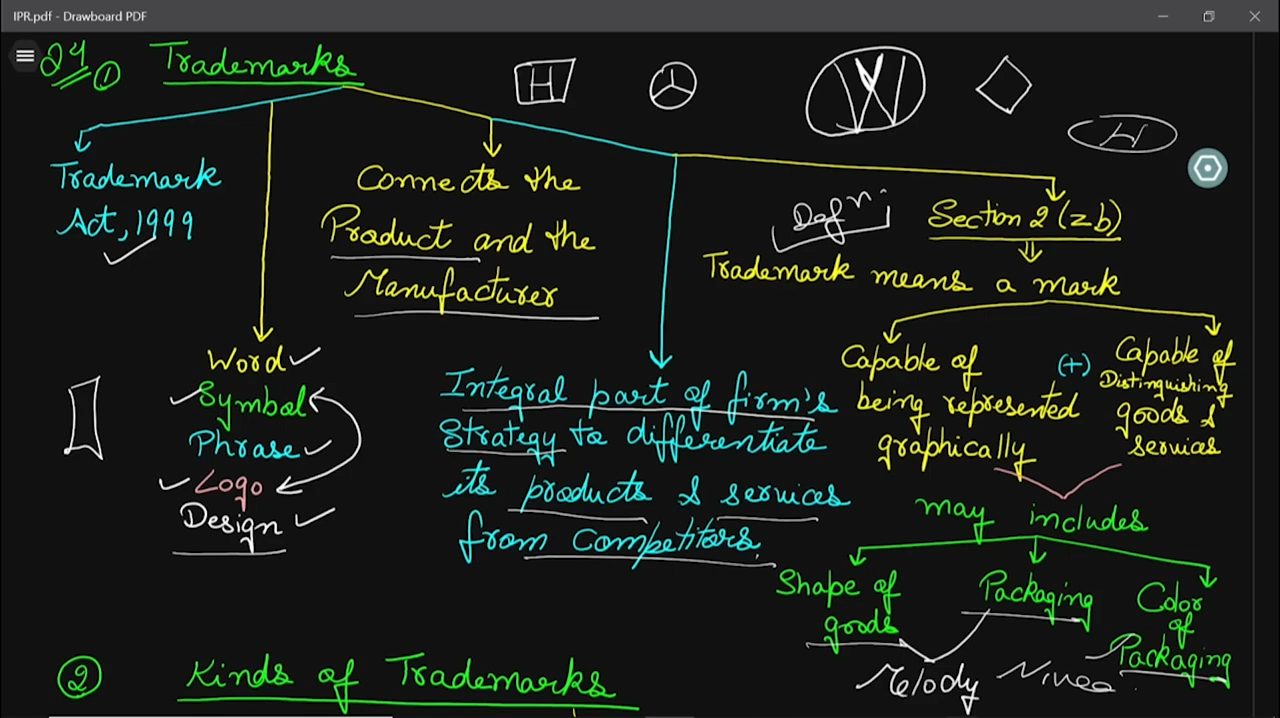 IPR.pdf - Drawboard PDF
24
① Trademarks
H
W
H
Trademark
Act, 1999
Connects the
Product and the
Manufacturer
Defn:
Section 2 (zb)
Trademark means a mark
Word
Symbol
Phrase
Logo
Design
Integral part of firm's
Strategy to differentiate
its products & services
from competitors.
Capable of
being represented
graphically
(+)
Capable of
Distinguishing
goods &
services
may includes
Shape of
goods
Packaging
Color
of
Packaging
Melody
Nivea
② Kinds of Trademarks